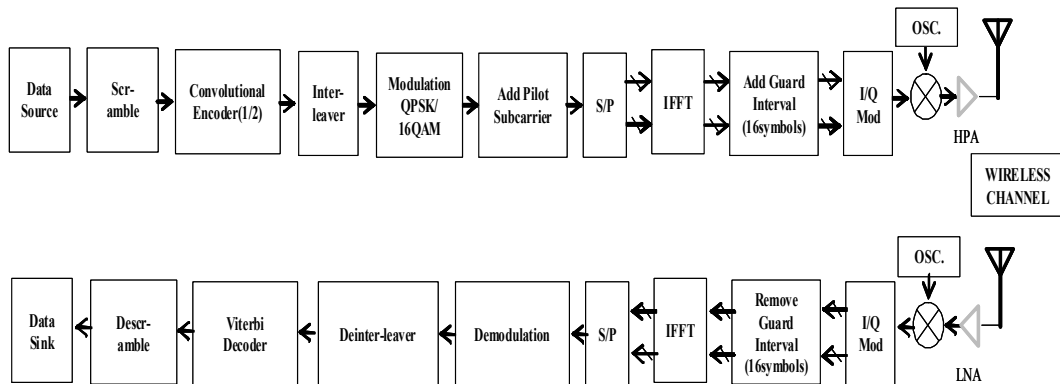 Data
Source
Scr-
amble
Convolutional
Encoder(1/2)
Inter-
leaver
Modulation
QPSK/
16QAM
Add Pilot
Subcarrier
S/P
IFFT
Add Guard
Interval
(16symbols)
I/Q
Mod
OSC.
HPA
WIRELESS
CHANNEL
Data
Sink
Descr-
amble
Viterbi
Decoder
Deinter-leaver
Demodulation
S/P
IFFT
Remove
Guard
Interval
(16symbols)
I/Q
Mod
OSC.
LNA